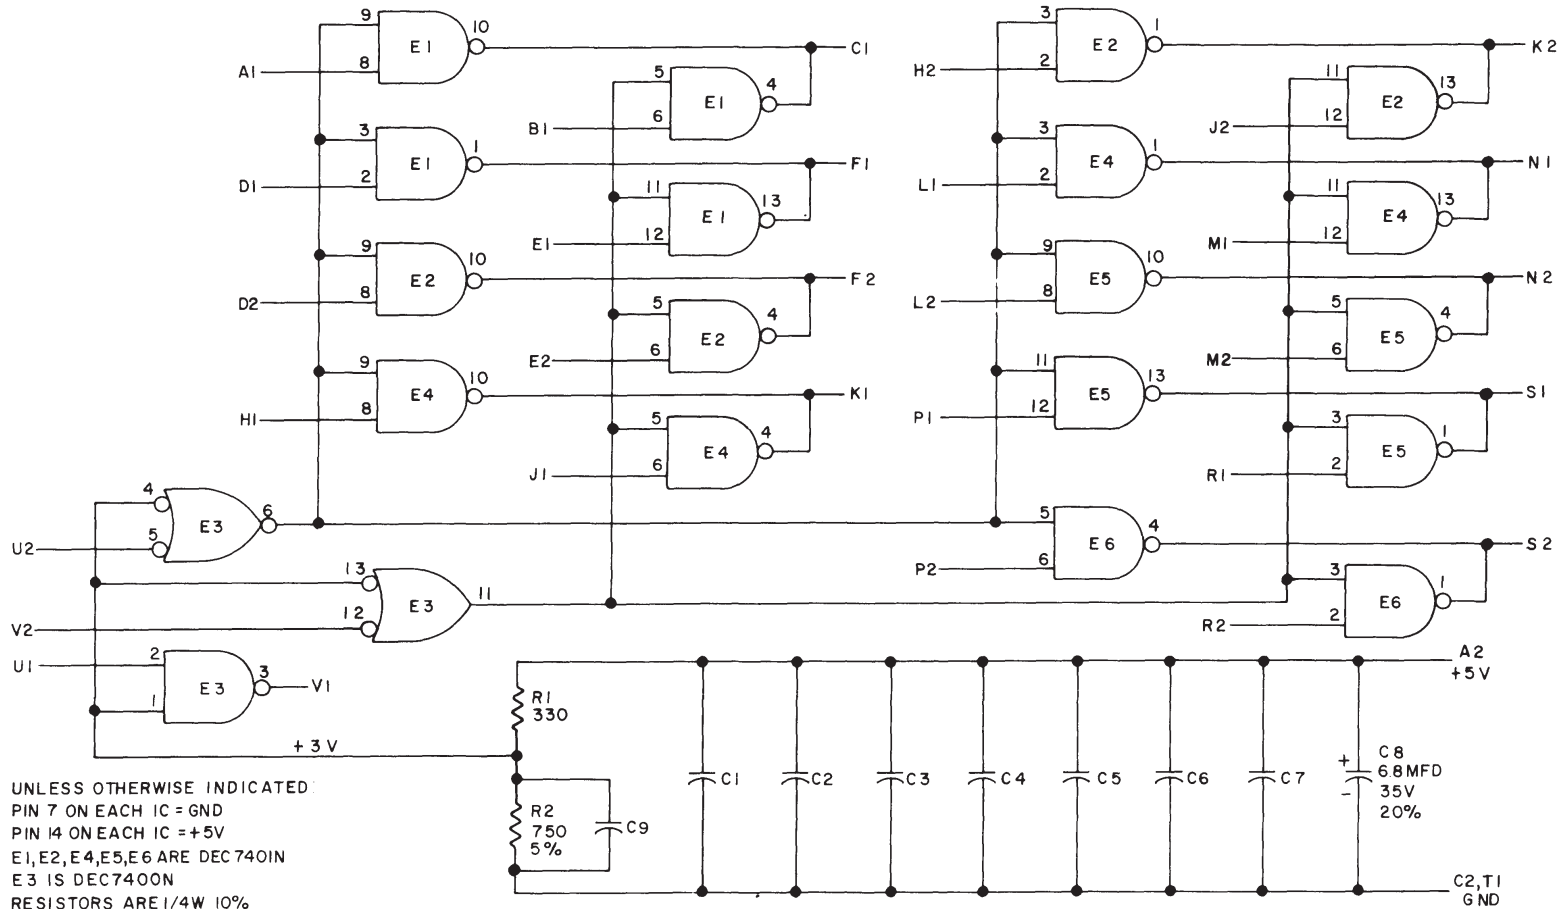 9 E1 10
A1 8 C1
5 E1 4
B1 6
3 E1 1
D1 2 F1
11 E1 13
E1 12
9 E2 10
D2 8 F2
5 E2 4
E2 6
9 E4 10
H1 8 K1
5 E4 4
J1 6
3 E2 1
H2 2 K2
11 E2 13
J2 12
3 E4 1
L1 2 N1
11 E4 13
M1 12
9 E5 10
L2 8 N2
5 E5 4
M2 6
11 E5 13
P1 12 S1
3 E5 1
R1 2
4 E3 6
U2 5
13 E3 11
V2 12
U1 2 E3 3 V1
1
5 E6 4
P2 6 S2
3 E6 1
R2 2
+3V
R1
330
R2
750
5%
C9
C1
C2
C3
C4
C5
C6
C7
+
-
C8
6.8MFD
35V
20%
A2
+5V
C2,T1
GND
UNLESS OTHERWISE INDICATED:
PIN 7 ON EACH IC = GND
PIN 14 ON EACH IC = +5V
E1,E2,E4,E5,E6 ARE DEC7401N
E3 IS DEC7400N
RESISTORS ARE 1/4W 10%